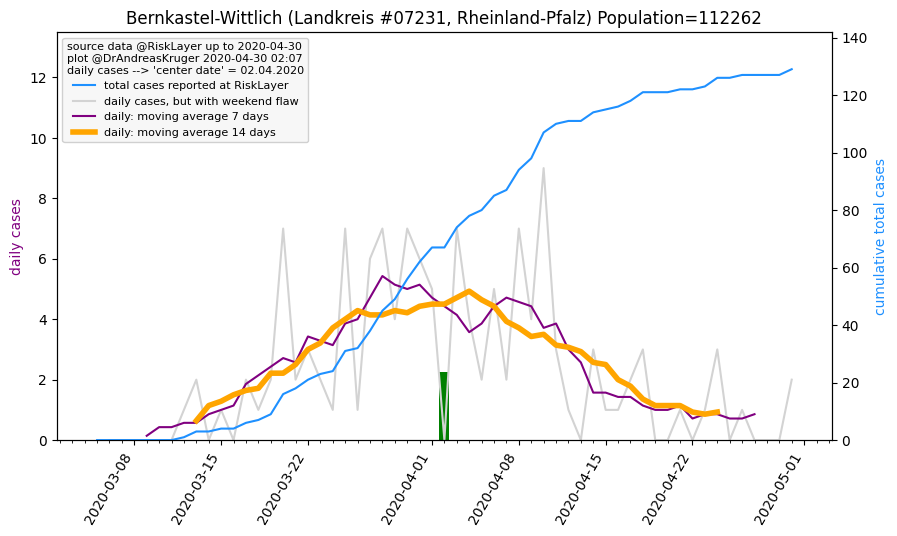 Bernkastel-Wittlich (Landkreis #07231, Rheinland-Pfalz) Population=112262
source data @RiskLayer up to 2020-04-30
plot @DrAndreasKruger 2020-04-30 02:07
daily cases --> 'center date' = 02.04.2020
total cases reported at RiskLayer
daily cases, but with weekend flaw
daily: moving average 7 days
daily: moving average 14 days
daily cases
12
10
8
6
4
2
0
140
120
100
80
60
40
20
0
cumulative total cases
2020-03-08
2020-03-15
2020-03-22
2020-04-01
2020-04-08
2020-04-15
2020-04-22
2020-05-01